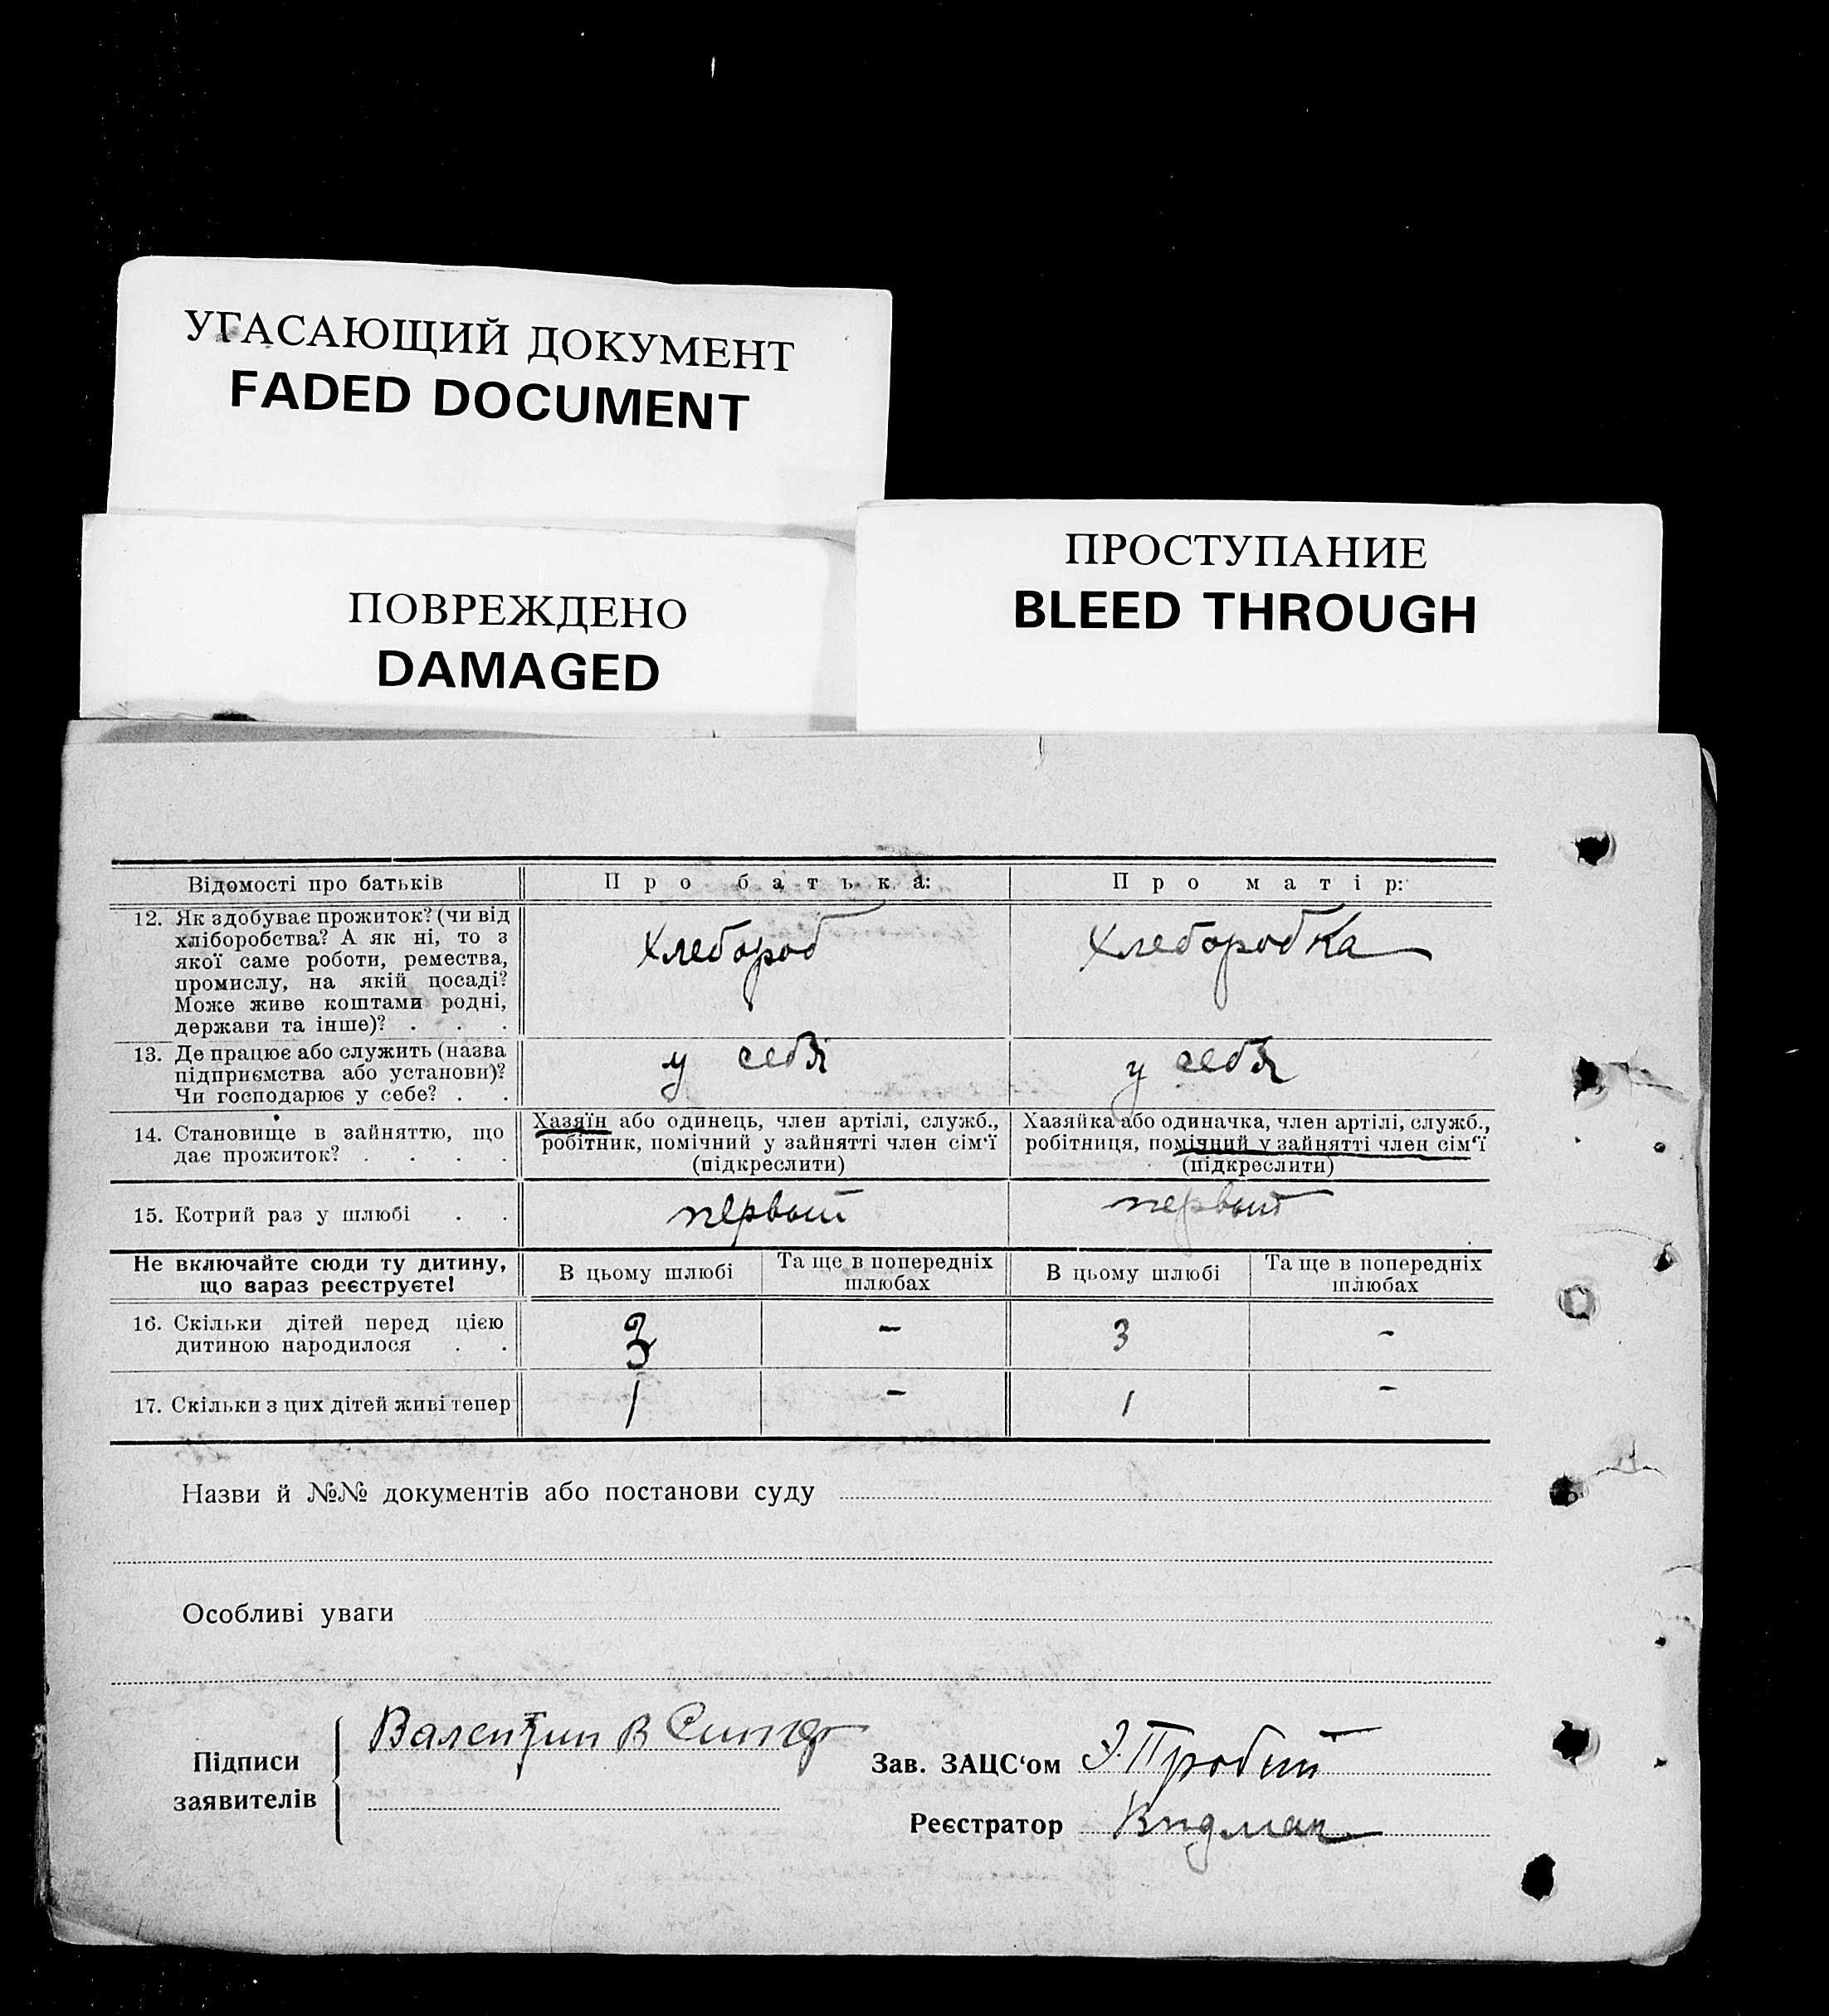 УГАСАЮЩИЙ ДОКУМЕНТ
FADED DOCUMENT
ПОВРЕЖДЕНО
DAMAGED
ПРОСТУПАНИЕ
BLEED THROUGH
Відомості про батьків
Про батька:
Про матір:
12. Як здобуває прожиток? (чи від
хліборобства? А як ні, то з
якої саме роботи, ремества,
промислу, на якій посаді?
Може живе коштами родні,
держави та інше)? . . .
хлебороб
хлеборобка
13. Де працює або служить (назва
підприємства або установи)?
Чи господарює у себе? . .
у себя
у себя
14. Становище в зайняттю, що
дає прожиток? . . . .
Хазяїн або одинець, член артілі, служб.,
робітник, помічний у зайнятті член сім'ї
(підкреслити)
Хазяйка або одиначка, член артілі, служб.,
робітниця, помічний у зайнятті член сім'ї
(підкреслити)
15. Котрий раз у шлюбі . .
первый
первый
Не включайте сюди ту дитину,
що зараз реєструєте!
В цьому шлюбі
Та ще в попередніх
шлюбах
В цьому шлюбі
Та ще в попередніх
шлюбах
16. Скільки дітей перед цією
дитиною народилося . .
3
-
3
-
17. Скільки з цих дітей живі тепер
1
-
1
-
Назви й №№ документів або постанови суду
Особливі уваги
Підписи
заявителів
Валентин В
Зав. ЗАЦС'ом
Реєстратор
Видман